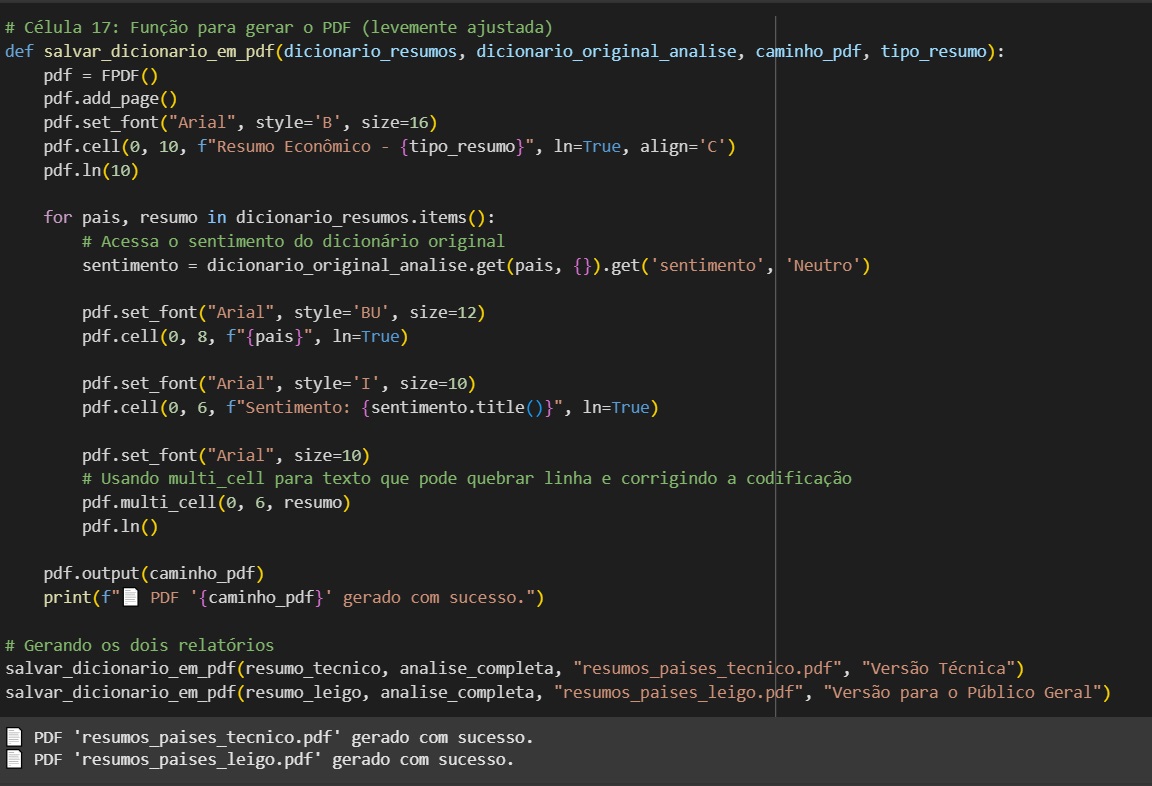 # Célula 17: Função para gerar o PDF (levemente ajustada)
def salvar_dicionario_em_pdf(dicionario_resumos, dicionario_original_analise, caminho_pdf, tipo_resumo):
    pdf = FPDF()
    pdf.add_page()
    pdf.set_font("Arial", style='B', size=16)
    pdf.cell(0, 10, f"Resumo Econômico - {tipo_resumo}", ln=True, align='C')
    pdf.ln(10)

    for pais, resumo in dicionario_resumos.items():
        # Acessa o sentimento do dicionário original
        sentimento = dicionario_original_analise.get(pais, {}).get('sentimento', 'Neutro')

        pdf.set_font("Arial", style='BU', size=12)
        pdf.cell(0, 8, f"{pais}", ln=True)

        pdf.set_font("Arial", style='I', size=10)
        pdf.cell(0, 6, f"Sentimento: {sentimento.title()}", ln=True)

        pdf.set_font("Arial", size=10)
        # Usando multi_cell para texto que pode quebrar linha e corrigindo a codificação
        pdf.multi_cell(0, 6, resumo)
        pdf.ln()

    pdf.output(caminho_pdf)
    print(f"📄 PDF '{caminho_pdf}' gerado com sucesso.")

# Gerando os dois relatórios
salvar_dicionario_em_pdf(resumo_tecnico, analise_completa, "resumos_paises_tecnico.pdf", "Versão Técnica")
salvar_dicionario_em_pdf(resumo_leigo, analise_completa, "resumos_paises_leigo.pdf", "Versão para o Público Geral")
📄 PDF 'resumos_paises_tecnico.pdf' gerado com sucesso.
📄 PDF 'resumos_paises_leigo.pdf' gerado com sucesso.